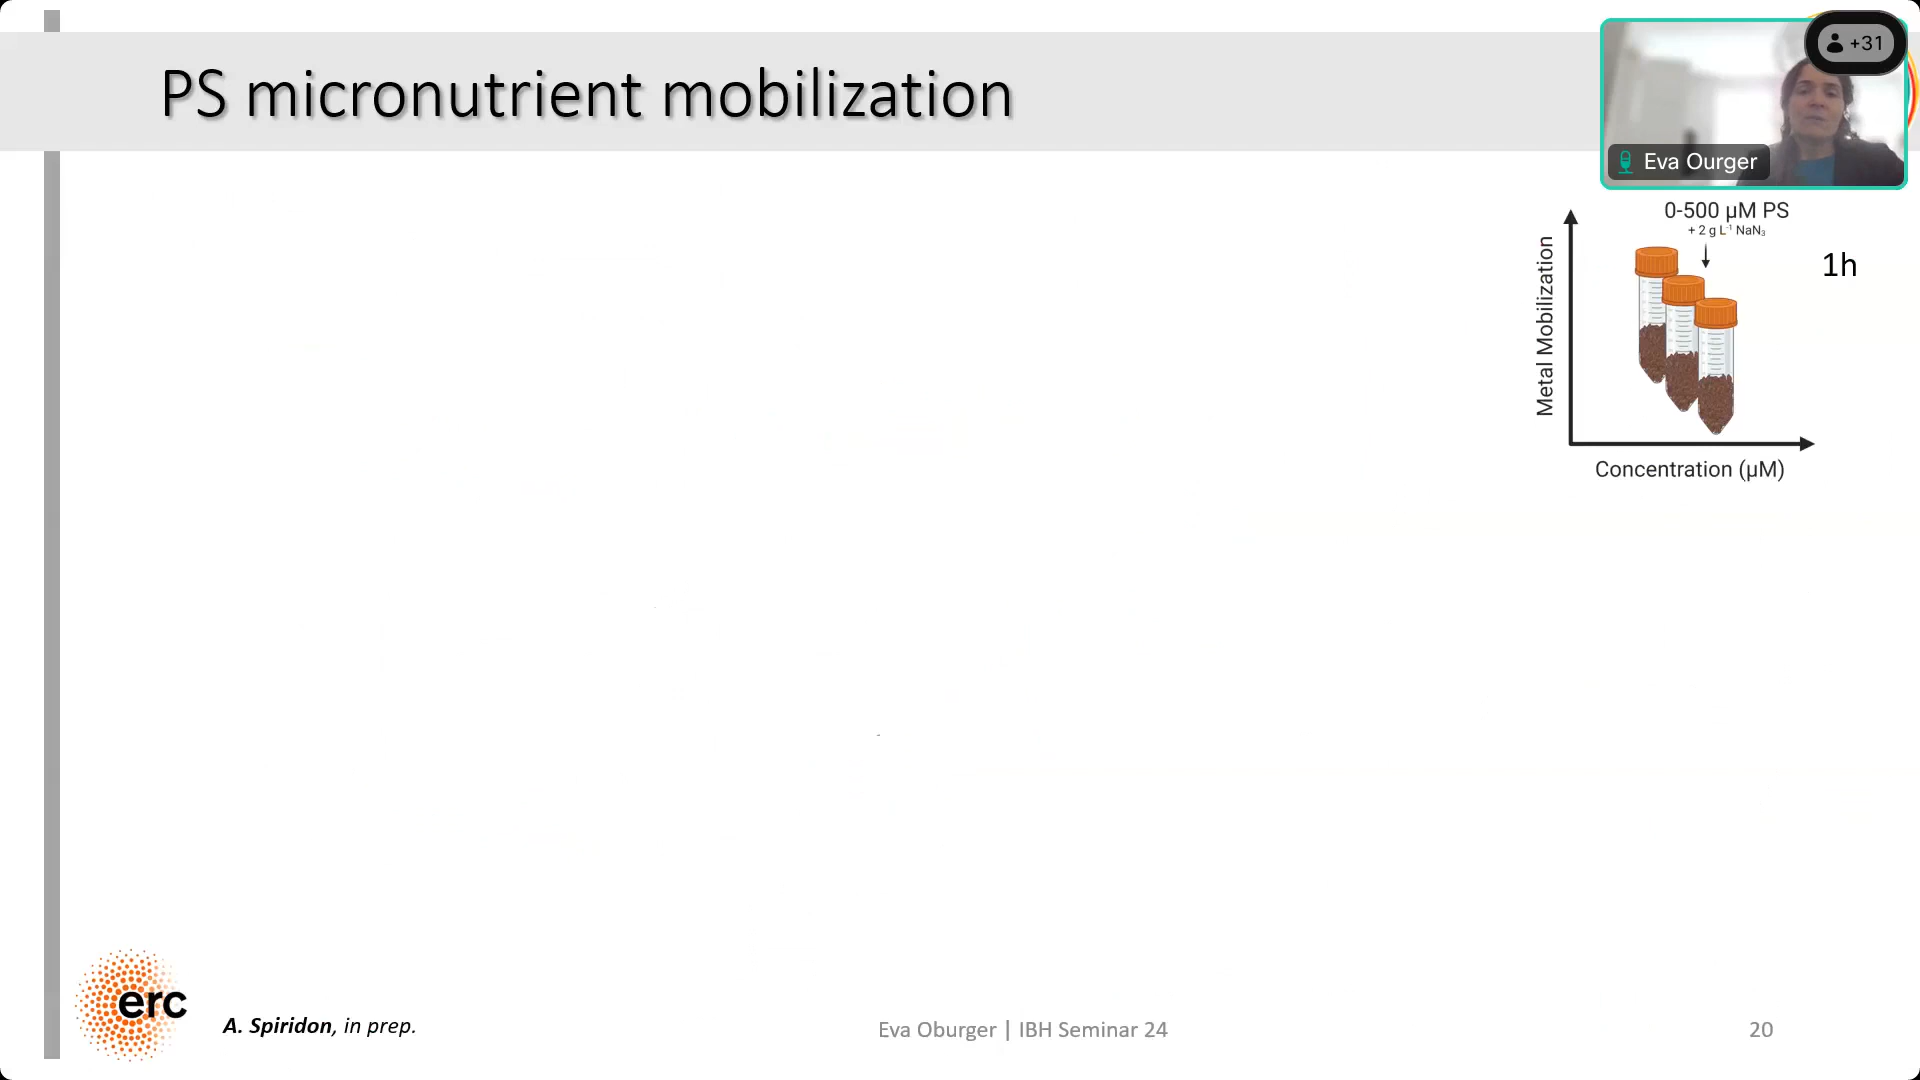 PS micronutrient mobilization
+31
Eva Ourger
0-500 µM PS
+ 2 g L⁻¹ NaN₃
1h
Metal Mobilization
Concentration (µM)
erc
A. Spiridon, in prep.
Eva Oburger | IBH Seminar 24
20